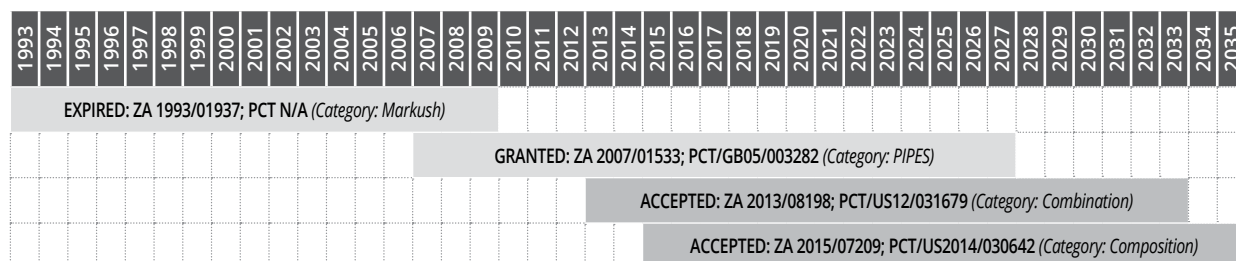 1993 1994 1995 1996 1997 1998 1999 2000 2001 2002 2003 2004 2005 2006 2007 2008 2009 2010 2011 2012 2013 2014 2015 2016 2017 2018 2019 2020 2021 2022 2023 2024 2025 2026 2027 2028 2029 2030 2031 2032 2033 2034 2035
EXPIRED: ZA 1993/01937; PCT N/A (Category: Markush)
GRANTED: ZA 2007/01533; PCT/GB05/003282 (Category: PIPES)
ACCEPTED: ZA 2013/08198; PCT/US12/031679 (Category: Combination)
ACCEPTED: ZA 2015/07209; PCT/US2014/030642 (Category: Composition)